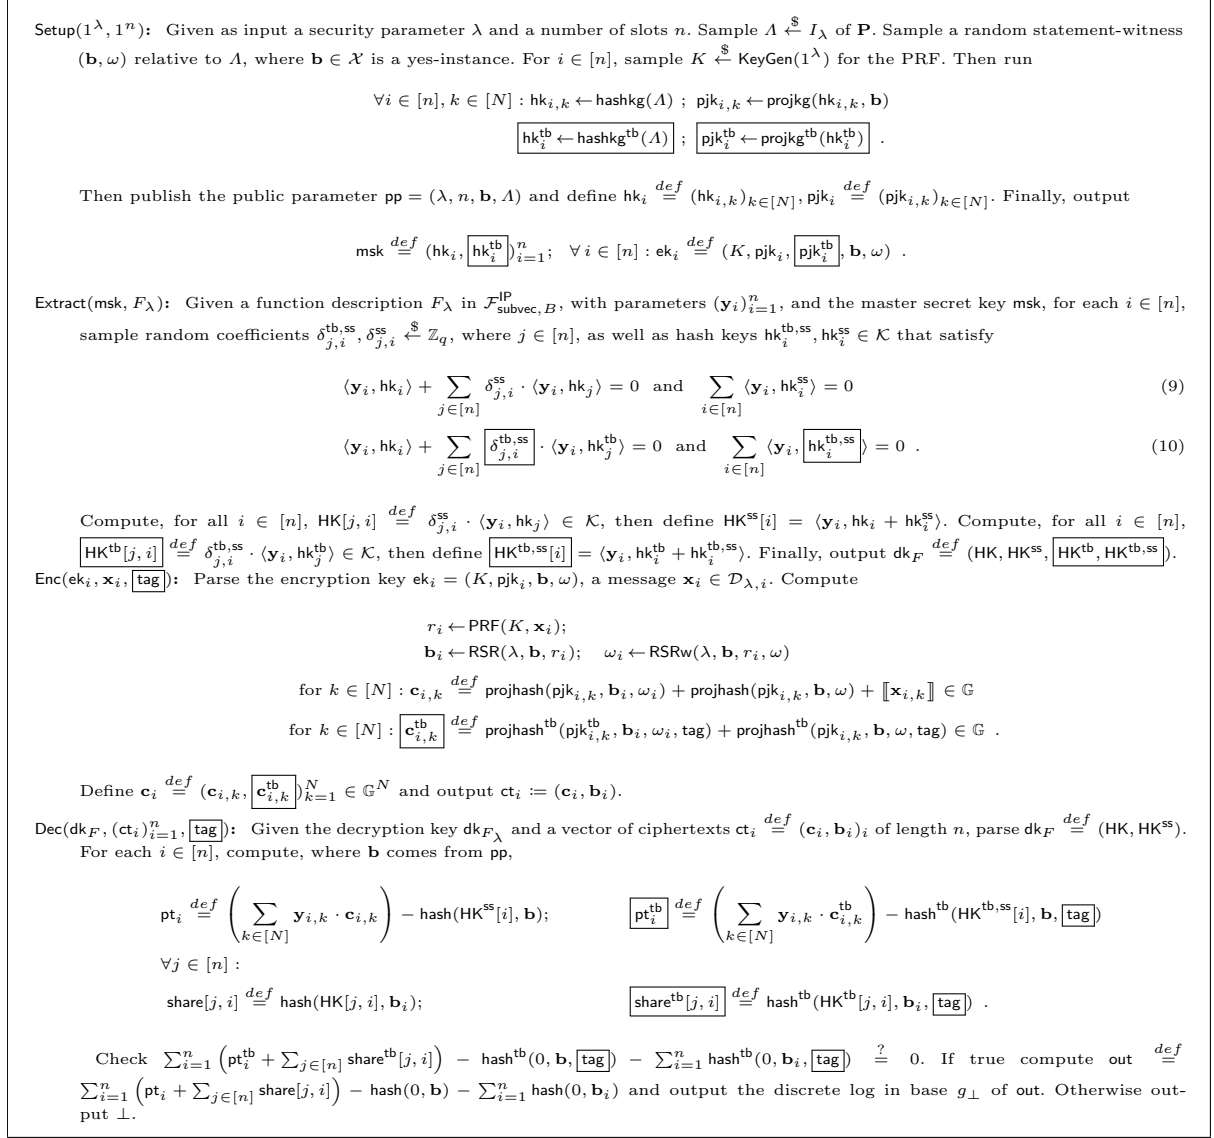 Setup(1^λ, 1^n): Given as input a security parameter λ and a number of slots n. Sample Λ ←$ I_λ of P. Sample a random statement-witness
(b, ω) relative to Λ, where b ∈ 𝒳 is a yes-instance. For i ∈ [n], sample K ←$ KeyGen(1^λ) for the PRF. Then run
∀i ∈ [n], k ∈ [N] : hk_{i,k} ← hashkg(Λ) ; pjk_{i,k} ← projkg(hk_{i,k}, b)
hk_i^{tb} ← hashkg^{tb}(Λ) ; pjk_i^{tb} ← projkg^{tb}(hk_i^{tb}) .
Then publish the public parameter pp = (λ, n, b, Λ) and define hk_i def= (hk_{i,k})_{k∈[N]}, pjk_i def= (pjk_{i,k})_{k∈[N]}. Finally, output
msk def= (hk_i, hk_i^{tb})_{i=1}^n; ∀ i ∈ [n] : ek_i def= (K, pjk_i, pjk_i^{tb}, b, ω) .
Extract(msk, F_λ): Given a function description F_λ in ℱ_{subvec,B}^{IP}, with parameters (y_i)_{i=1}^n, and the master secret key msk, for each i ∈ [n],
sample random coefficients δ_{j,i}^{tb,ss}, δ_{j,i}^{ss} ←$ ℤ_q, where j ∈ [n], as well as hash keys hk_i^{tb,ss}, hk_i^{ss} ∈ 𝒦 that satisfy
⟨y_i, hk_i⟩ + ∑_{j∈[n]} δ_{j,i}^{ss} · ⟨y_i, hk_j⟩ = 0 and ∑_{i∈[n]} ⟨y_i, hk_i^{ss}⟩ = 0 (9)
⟨y_i, hk_i⟩ + ∑_{j∈[n]} δ_{j,i}^{tb,ss} · ⟨y_i, hk_j^{tb}⟩ = 0 and ∑_{i∈[n]} ⟨y_i, hk_i^{tb,ss}⟩ = 0 . (10)
Compute, for all i ∈ [n], HK[j, i] def= δ_{j,i}^{ss} · ⟨y_i, hk_j⟩ ∈ 𝒦, then define HK^{ss}[i] = ⟨y_i, hk_i + hk_i^{ss}⟩. Compute, for all i ∈ [n],
HK^{tb}[j, i] def= δ_{j,i}^{tb,ss} · ⟨y_i, hk_j^{tb}⟩ ∈ 𝒦, then define HK^{tb,ss}[i] = ⟨y_i, hk_i^{tb} + hk_i^{tb,ss}⟩. Finally, output dk_F def= (HK, HK^{ss}, HK^{tb}, HK^{tb,ss}).
Enc(ek_i, x_i, tag): Parse the encryption key ek_i = (K, pjk_i, b, ω), a message x_i ∈ 𝒟_{λ,i}. Compute
r_i ← PRF(K, x_i);
b_i ← RSR(λ, b, r_i); ω_i ← RSRw(λ, b, r_i, ω)
for k ∈ [N] : c_{i,k} def= projhash(pjk_{i,k}, b_i, ω_i) + projhash(pjk_{i,k}, b, ω) + ⟦x_{i,k}⟧ ∈ 𝔾
for k ∈ [N] : c_{i,k}^{tb} def= projhash^{tb}(pjk_{i,k}^{tb}, b_i, ω_i, tag) + projhash^{tb}(pjk_{i,k}, b, ω, tag) ∈ 𝔾 .
Define c_i def= (c_{i,k}, c_{i,k}^{tb})_{k=1}^N ∈ 𝔾^N and output ct_i := (c_i, b_i).
Dec(dk_F, (ct_i)_{i=1}^n, tag): Given the decryption key dk_{F_λ} and a vector of ciphertexts ct_i def= (c_i, b_i)_i of length n, parse dk_F def= (HK, HK^{ss}).
For each i ∈ [n], compute, where b comes from pp,
pt_i def= (∑_{k∈[N]} y_{i,k} · c_{i,k}) − hash(HK^{ss}[i], b); pt_i^{tb} def= (∑_{k∈[N]} y_{i,k} · c_{i,k}^{tb}) − hash^{tb}(HK^{tb,ss}[i], b, tag)
∀j ∈ [n] :
share[j, i] def= hash(HK[j, i], b_i); share^{tb}[j, i] def= hash^{tb}(HK^{tb}[j, i], b_i, tag) .
Check ∑_{i=1}^n (pt_i^{tb} + ∑_{j∈[n]} share^{tb}[j, i]) − hash^{tb}(0, b, tag) − ∑_{i=1}^n hash^{tb}(0, b_i, tag) ?= 0. If true compute out def=
∑_{i=1}^n (pt_i + ∑_{j∈[n]} share[j, i]) − hash(0, b) − ∑_{i=1}^n hash(0, b_i) and output the discrete log in base g_⊥ of out. Otherwise out-
put ⊥.